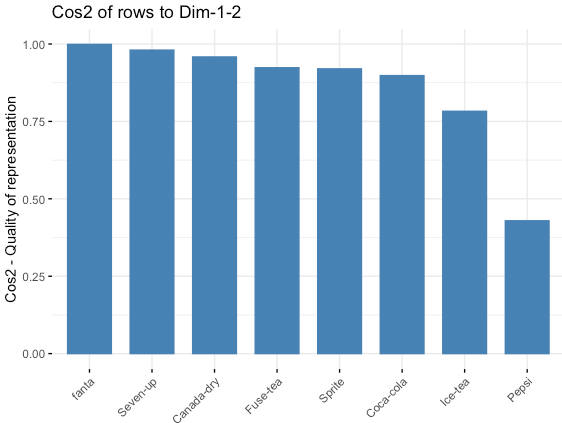 Cos2 of rows to Dim-1-2
Cos2 - Quality of representation
1.00
0.75
0.50
0.25
0.00
fanta
Seven-up
Canada-dry
Fuse-tea
Sprite
Coca-cola
Ice-tea
Pepsi